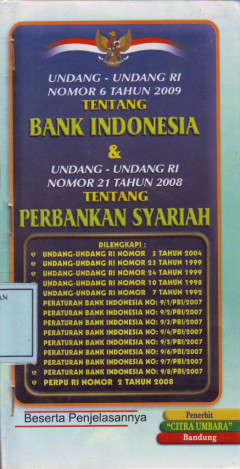 UNDANG - UNDANG RI
NOMOR 6 TAHUN 2009
TENTANG
BANK INDONESIA
&
UNDANG - UNDANG RI
NOMOR 21 TAHUN 2008
TENTANG
PERBANKAN SYARIAH
DILENGKAPI :
UNDANG-UNDANG RI NOMOR 3 TAHUN 2004
UNDANG-UNDANG RI NOMOR 23 TAHUN 1999
UNDANG-UNDANG RI NOMOR 24 TAHUN 1999
UNDANG-UNDANG RI NOMOR 10 TAHUN 1998
UNDANG-UNDANG RI NOMOR 7 TAHUN 1992
PERATURAN BANK INDONESIA NO: 9/1/PBI/2007
PERATURAN BANK INDONESIA NO: 9/2/PBI/2007
PERATURAN BANK INDONESIA NO: 9/3/PBI/2007
PERATURAN BANK INDONESIA NO: 9/4/PBI/2007
PERATURAN BANK INDONESIA NO: 9/5/PBI/2007
PERATURAN BANK INDONESIA NO: 9/6/PBI/2007
PERATURAN BANK INDONESIA NO: 9/7/PBI/2007
PERATURAN BANK INDONESIA NO: 9/8/PBI/2007
PERPU RI NOMOR 2 TAHUN 2008
Beserta Penjelasannya
Penerbit
"CITRA UMBARA"
Bandung